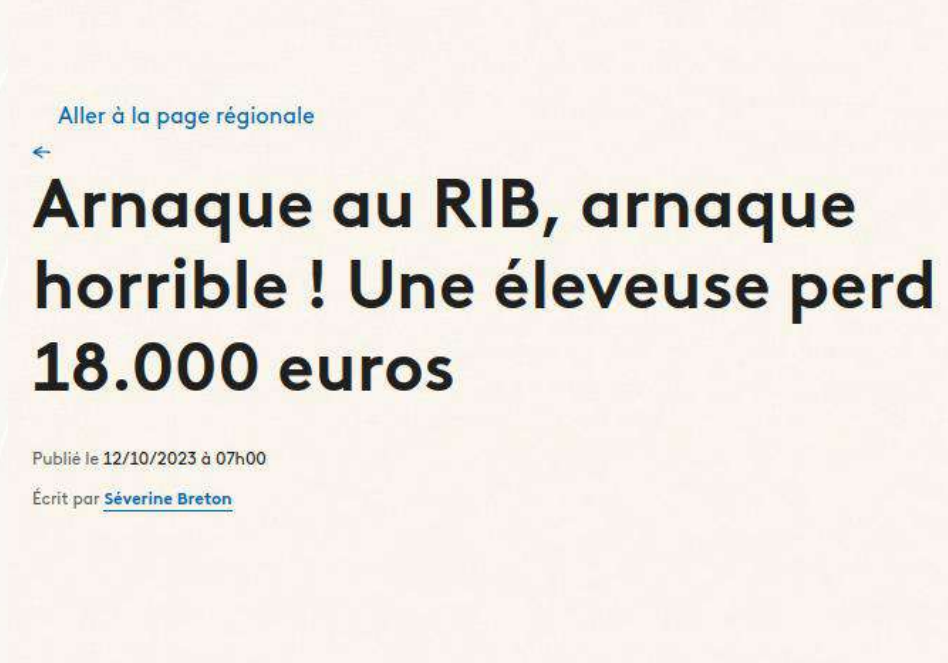 Aller à la page régionale
←
Arnaque au RIB, arnaque
horrible ! Une éleveuse perd
18.000 euros
Publié le 12/10/2023 à 07h00
Écrit par Séverine Breton